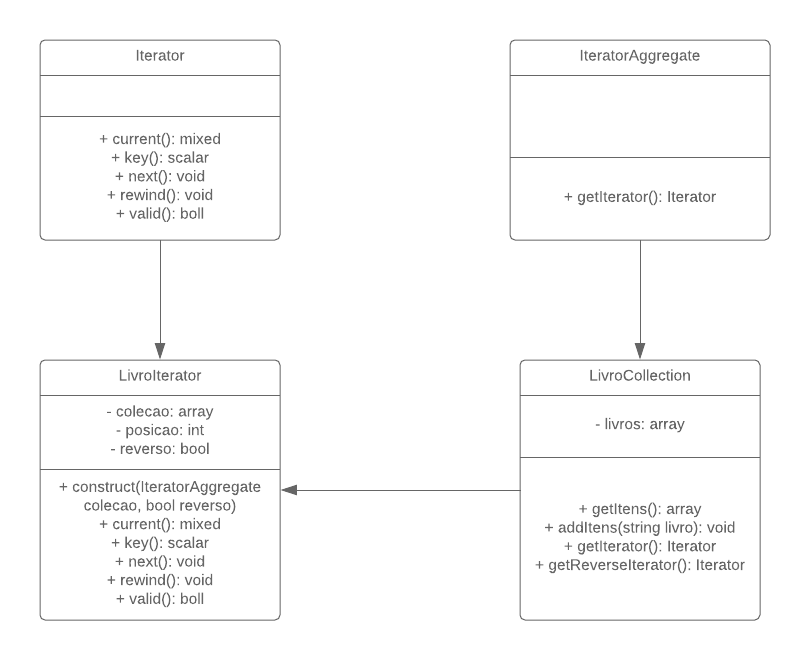 Iterator
+ current(): mixed
+ key(): scalar
+ next(): void
+ rewind(): void
+ valid(): boll
IteratorAggregate
+ getIterator(): Iterator
LivroIterator
- colecao: array
- posicao: int
- reverso: bool
+ construct(IteratorAggregate
colecao, bool reverso)
+ current(): mixed
+ key(): scalar
+ next(): void
+ rewind(): void
+ valid(): boll
LivroCollection
- livros: array
+ getItens(): array
+ addItens(string livro): void
+ getIterator(): Iterator
+ getReverseIterator(): Iterator